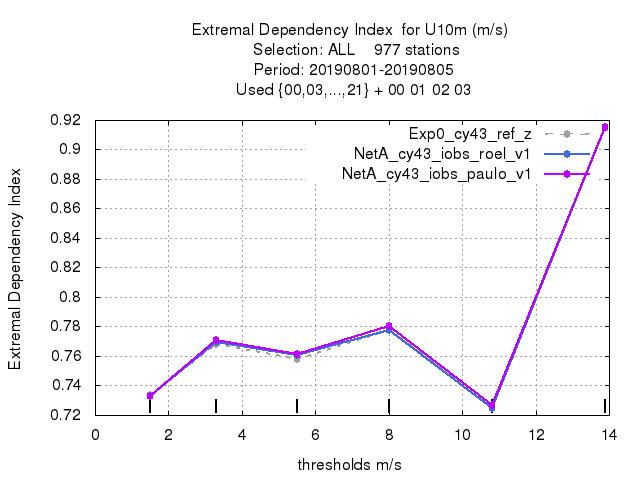 Extremal Dependency Index  for U10m (m/s)
Selection: ALL    977 stations
Period: 20190801-20190805
Used {00,03,...,21} + 00 01 02 03
Exp0_cy43_ref_z
NetA_cy43_iobs_roel_v1
NetA_cy43_iobs_paulo_v1
Extremal Dependency Index
0.92
0.9
0.88
0.86
0.84
0.82
0.8
0.78
0.76
0.74
0.72
0 2 4 6 8 10 12 14
thresholds m/s